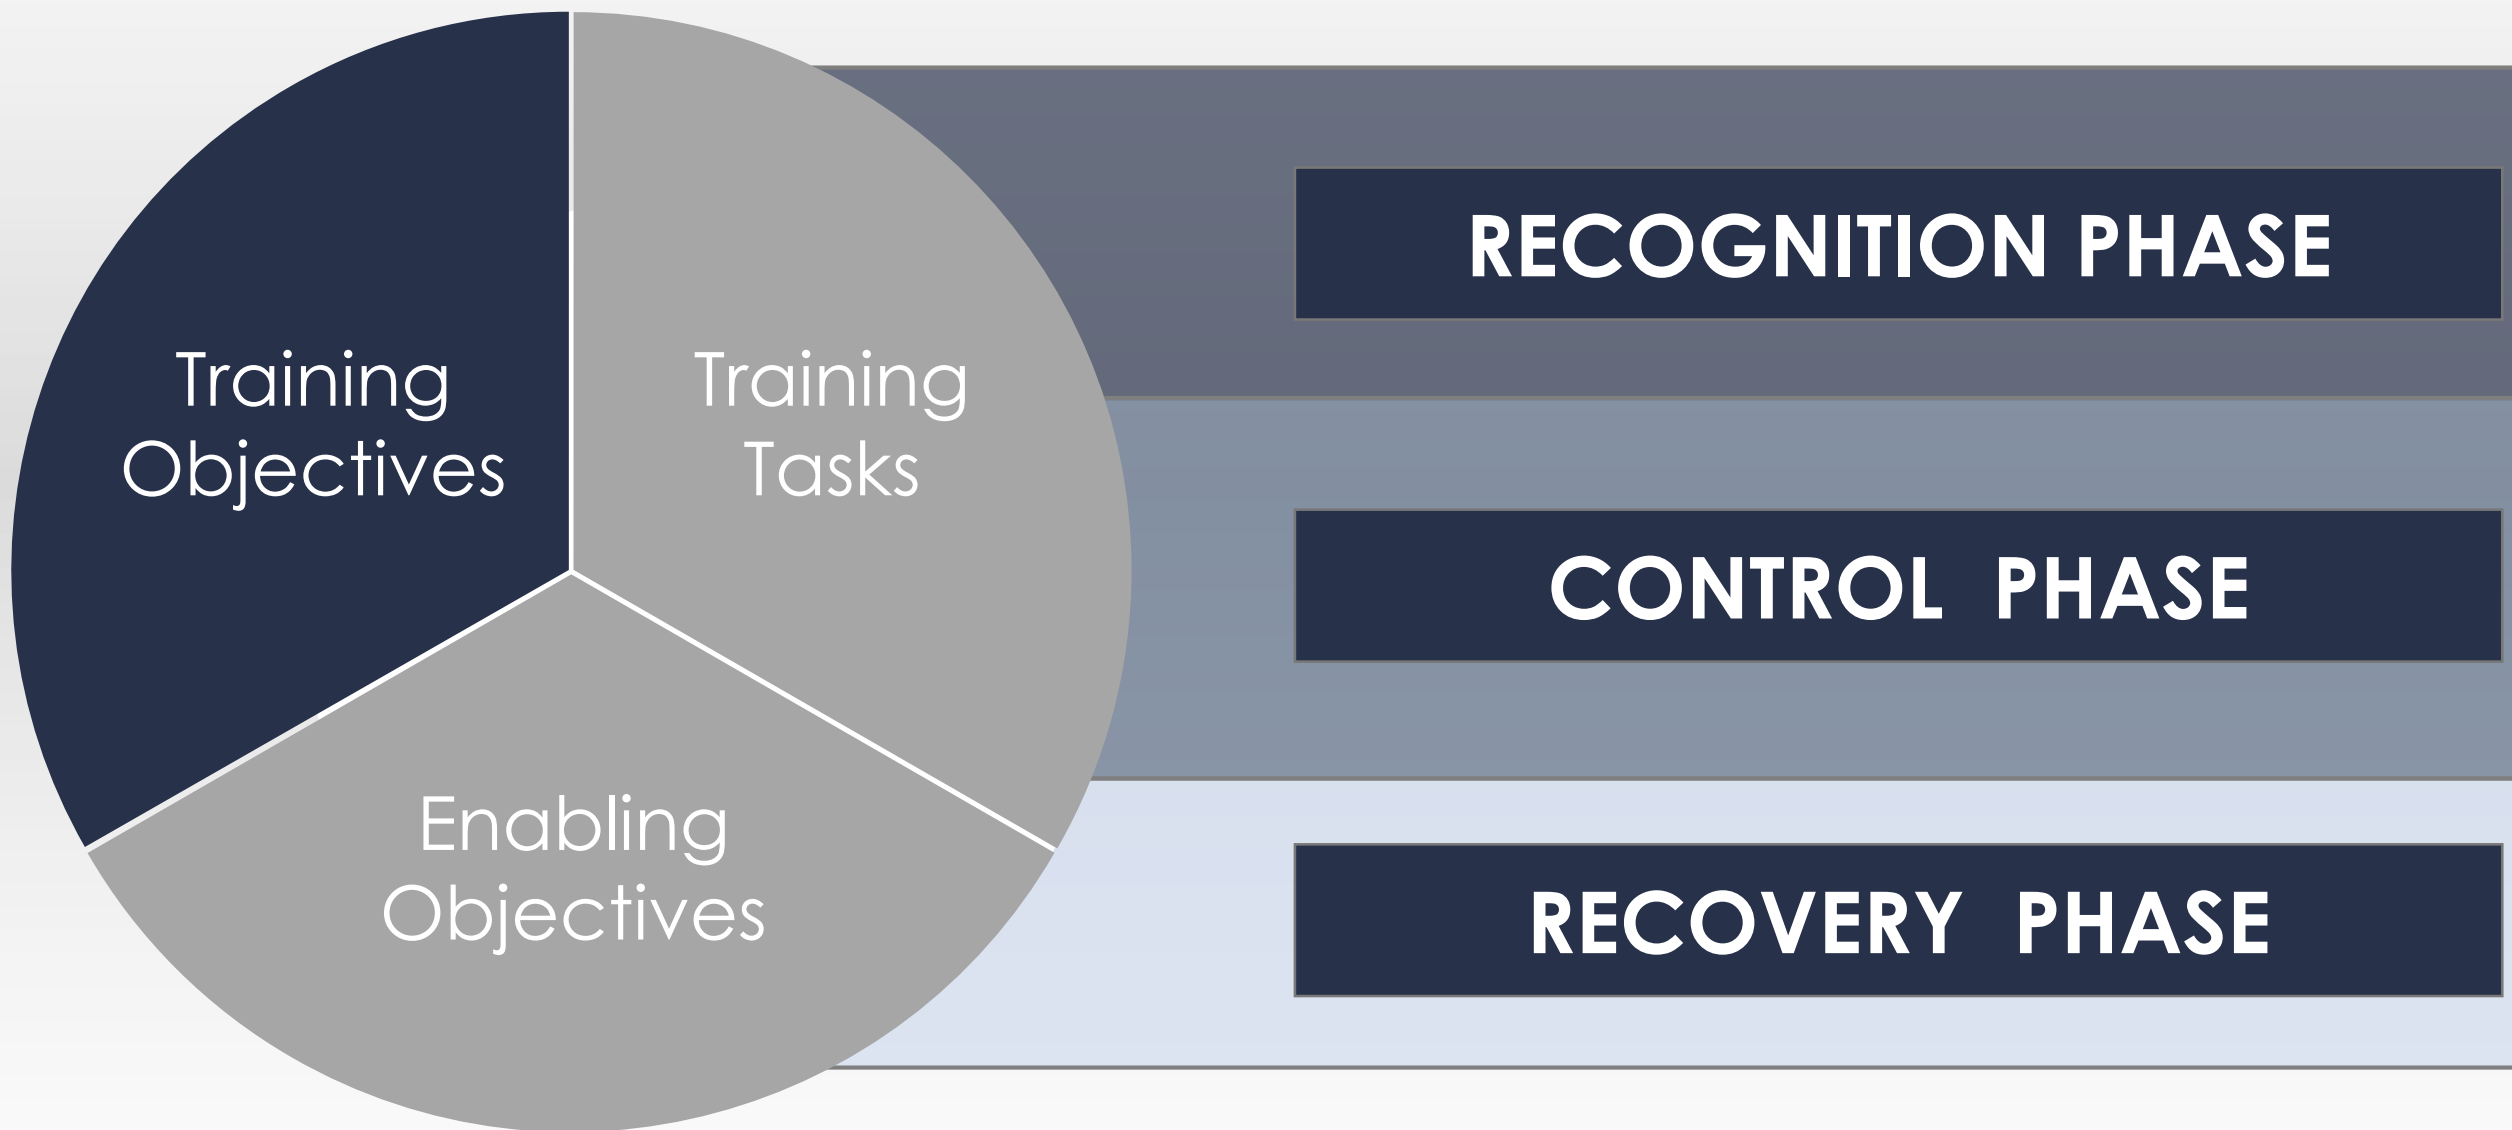 Training
Objectives
Training
Tasks
Enabling
Objectives
RECOGNITION PHASE
CONTROL PHASE
RECOVERY PHASE